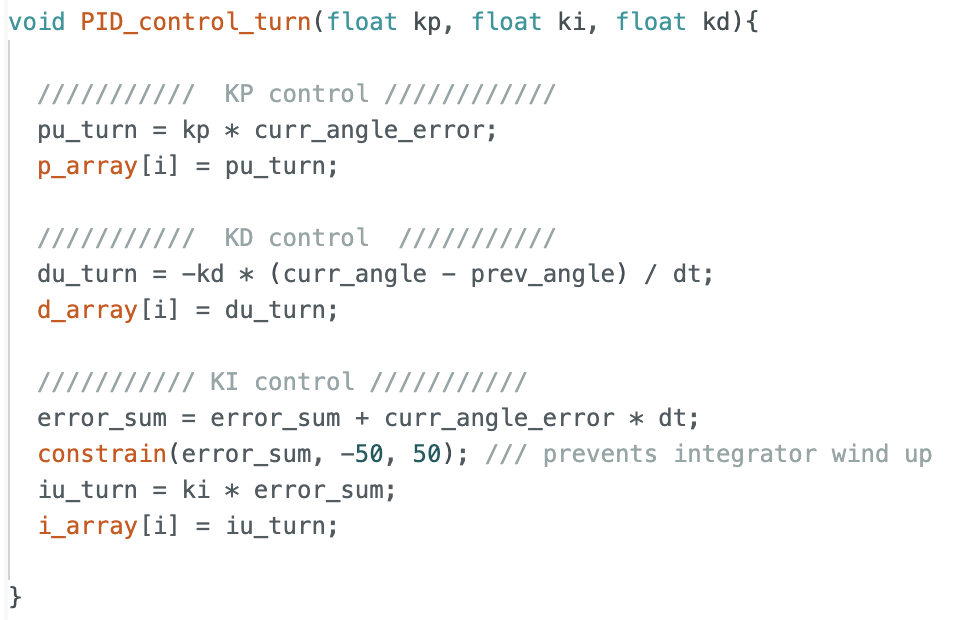 void PID_control_turn(float kp, float ki, float kd){
/////////// KP control ////////////
pu_turn = kp * curr_angle_error;
p_array[i] = pu_turn;
/////////// KD control ///////////
du_turn = -kd * (curr_angle - prev_angle) / dt;
d_array[i] = du_turn;
/////////// KI control ///////////
error_sum = error_sum + curr_angle_error * dt;
constrain(error_sum, -50, 50); /// prevents integrator wind up
iu_turn = ki * error_sum;
i_array[i] = iu_turn;
}